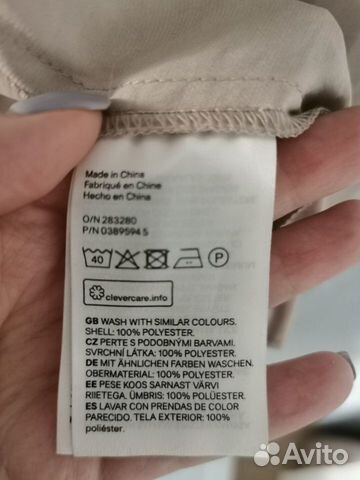 Made in China
Fabriqué en Chine
Hecho en China
O/N 283280
P/N 0389594 5
40 P
clevercare.info
GB WASH WITH SIMILAR COLOURS.
SHELL: 100% POLYESTER.
CZ PERTE S PODOBNÝMI BARVAMI.
SVRCHNÍ LÁTKA: 100% POLYESTER.
DE MIT ÄHNLICHEN FARBEN WASCHEN.
OBERMATERIAL: 100% POLYESTER.
EE PESE KOOS SARNAST VÄRVI
RIIETEGA. ÜMBRIS: 100% POLÜESTER.
ES LAVAR CON PRENDAS DE COLOR
PARECIDO. TELA EXTERIOR: 100%
poliéster.
Avito